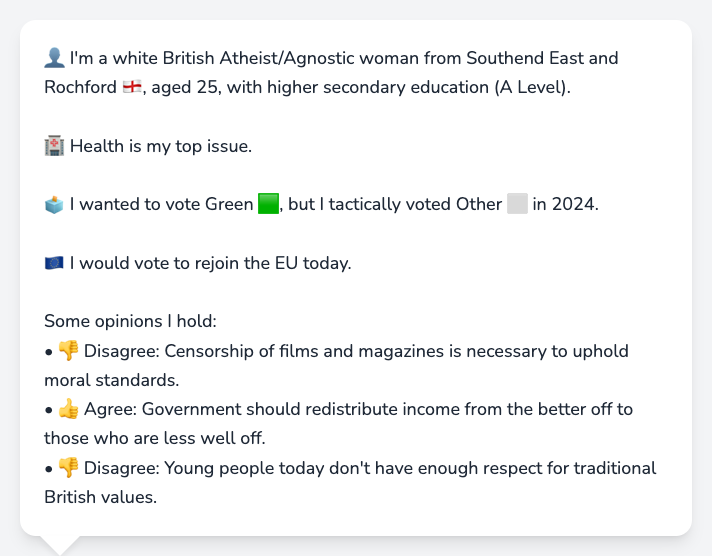 👤 I'm a white British Atheist/Agnostic woman from Southend East and
Rochford 🏴󠁧󠁢󠁥󠁮󠁧󠁿, aged 25, with higher secondary education (A Level).
🏥 Health is my top issue.
🗳️ I wanted to vote Green 🟩, but I tactically voted Other ⬜ in 2024.
🇪🇺 I would vote to rejoin the EU today.
Some opinions I hold:
• 👎 Disagree: Censorship of films and magazines is necessary to uphold
moral standards.
• 👍 Agree: Government should redistribute income from the better off to
those who are less well off.
• 👎 Disagree: Young people today don't have enough respect for traditional
British values.